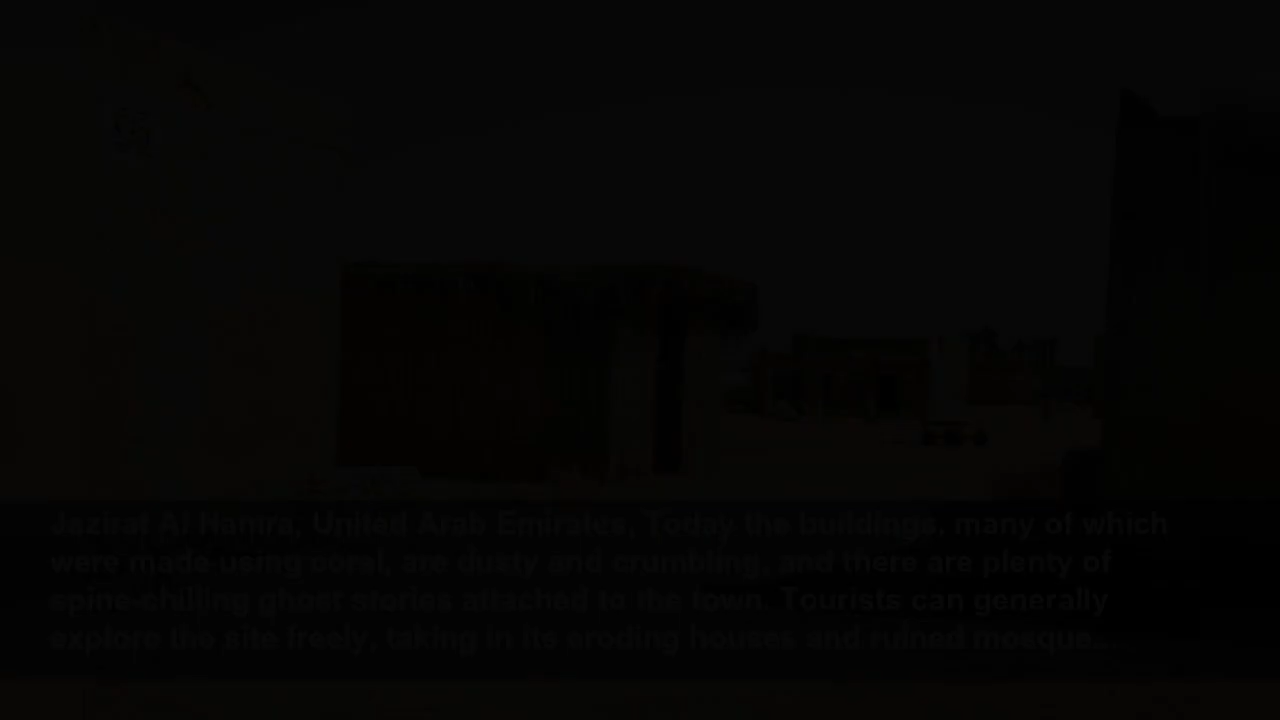 Jazirat Al Hamra, United Arab Emirates, Today the buildings, many of which
were made using coral, are dusty and crumbling, and there are plenty of
spine-chilling ghost stories attached to the town. Tourists can generally
explore the site freely, taking in its eroding houses and ruined mosque...